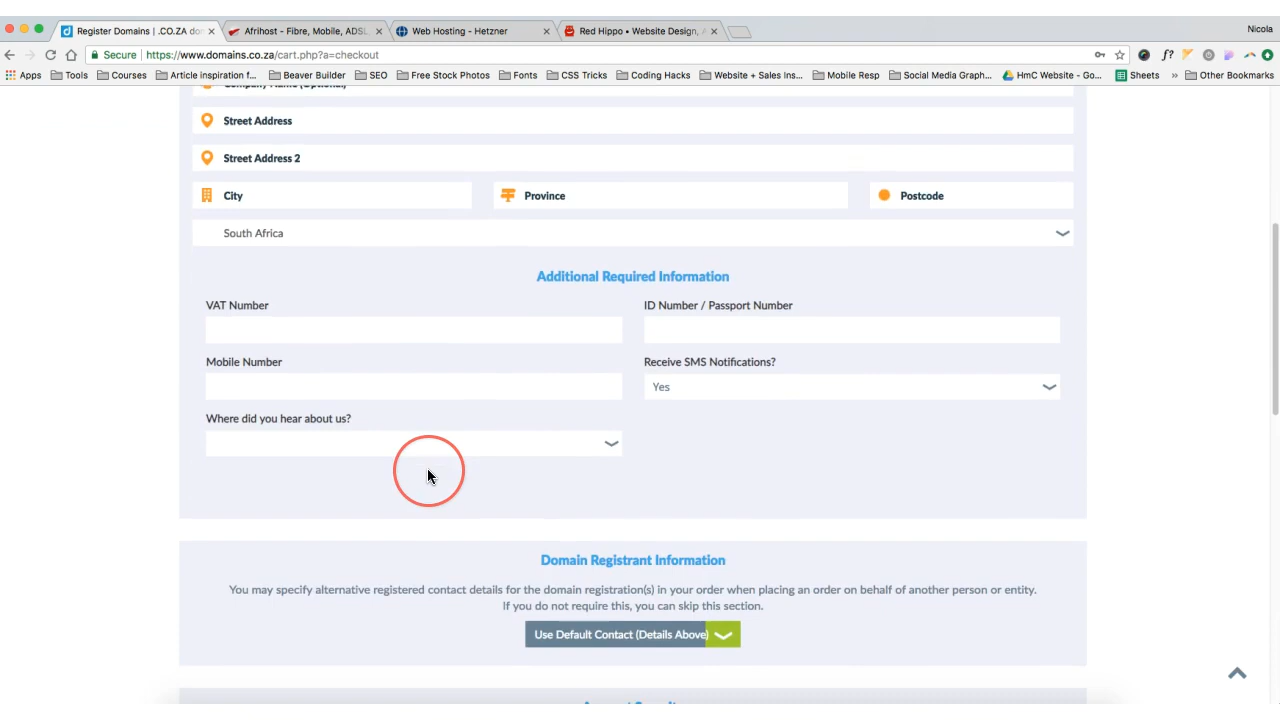 Register Domains | .CO.ZA dom
Afrihost - Fibre, Mobile, ADSL
Web Hosting - Hetzner
Red Hippo • Website Design, A
Nicola
Secure
https://www.domains.co.za/cart.php?a=checkout
Apps
Tools
Courses
Article inspiration f...
Beaver Builder
SEO
Free Stock Photos
Fonts
CSS Tricks
Coding Hacks
Website + Sales Ins...
Mobile Resp
Social Media Graph...
HmC Website - Go...
Sheets
»
Other Bookmarks
Company Name (Optional)
Street Address
Street Address 2
City
Province
Postcode
South Africa
Additional Required Information
VAT Number
ID Number / Passport Number
Mobile Number
Receive SMS Notifications?
Yes
Where did you hear about us?
Domain Registrant Information
You may specify alternative registered contact details for the domain registration(s) in your order when placing an order on behalf of another person or entity.
If you do not require this, you can skip this section.
Use Default Contact (Details Above)